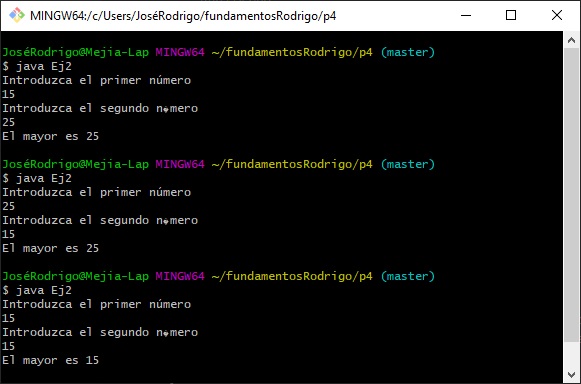 MINGW64:/c/Users/JoséRodrigo/fundamentosRodrigo/p4
JoséRodrigo@Mejia-Lap MINGW64 ~/fundamentosRodrigo/p4 (master)
$ java Ej2
Introduzca el primer número
15
Introduzca el segundo n�mero
25
El mayor es 25
JoséRodrigo@Mejia-Lap MINGW64 ~/fundamentosRodrigo/p4 (master)
$ java Ej2
Introduzca el primer número
25
Introduzca el segundo n�mero
15
El mayor es 25
JoséRodrigo@Mejia-Lap MINGW64 ~/fundamentosRodrigo/p4 (master)
$ java Ej2
Introduzca el primer número
15
Introduzca el segundo n�mero
15
El mayor es 15